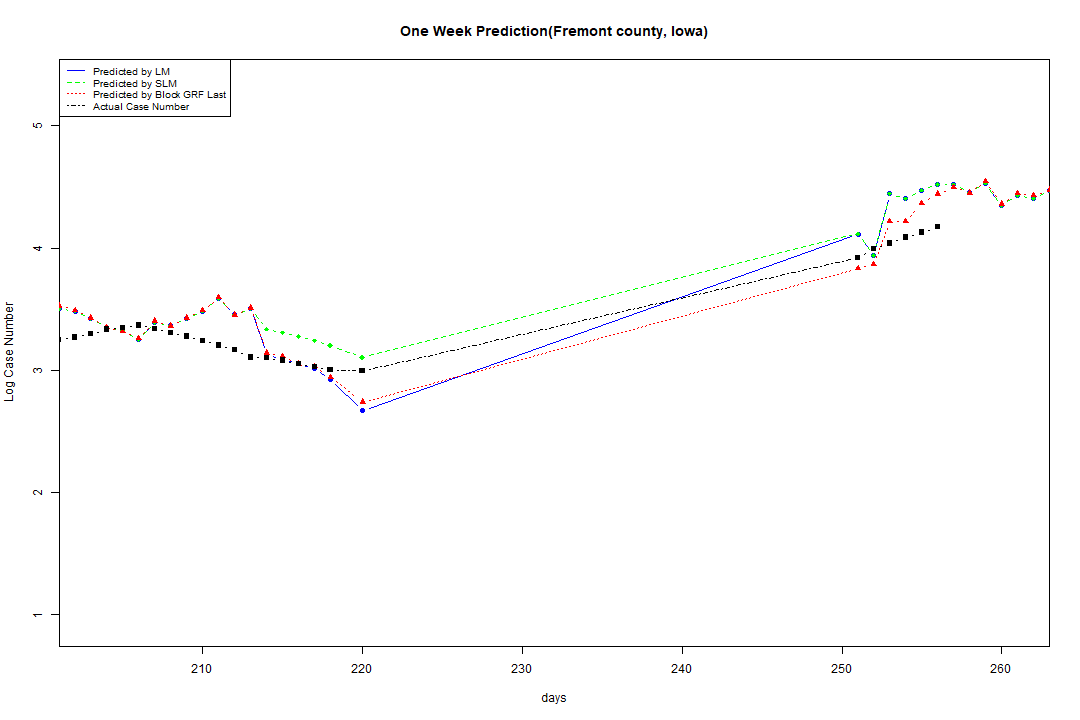 One Week Prediction(Fremont county, Iowa)
Predicted by LM
Predicted by SLM
Predicted by Block GRF Last
Actual Case Number
Log Case Number
5
4
3
2
1
210
220
230
240
250
260
days